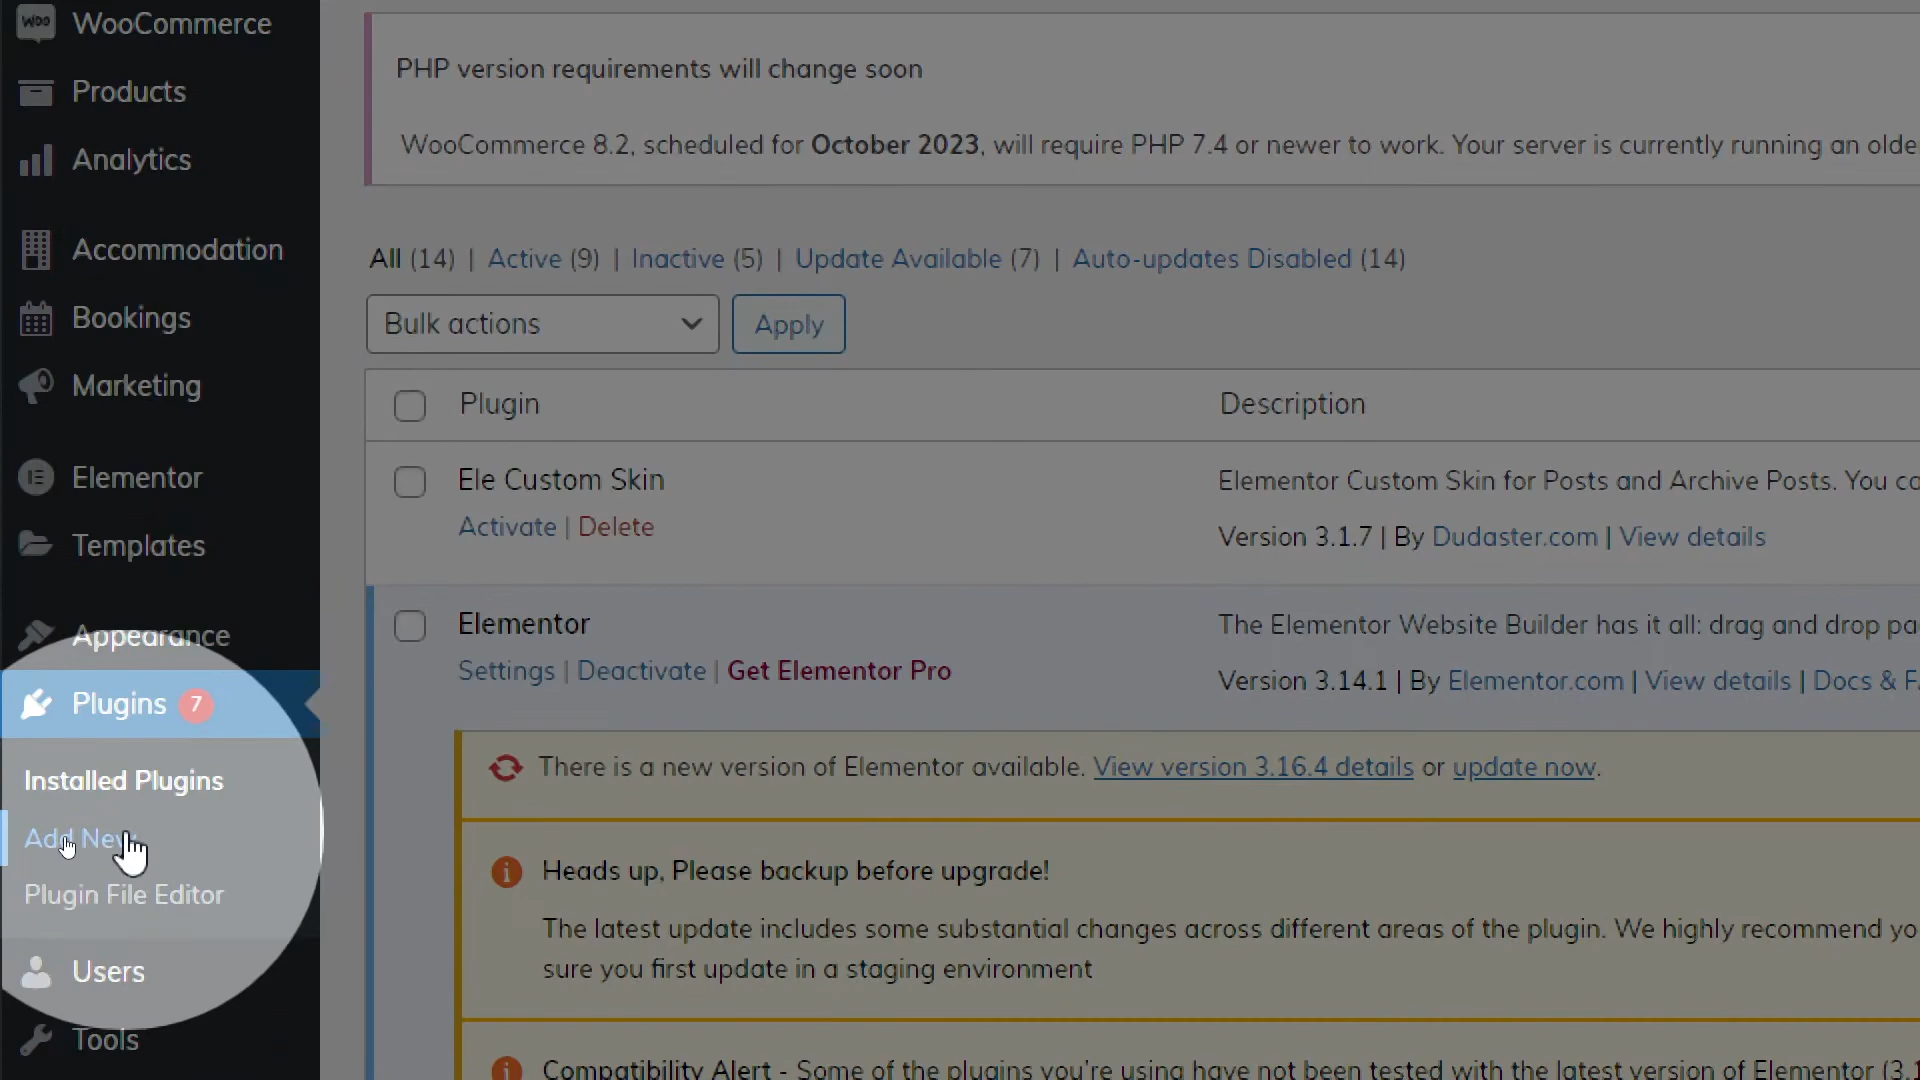 WooCommerce
Products
Analytics
Accommodation
Bookings
Marketing
Elementor
Templates
Appearance
Plugins 7
Installed Plugins
Add New
Plugin File Editor
Users
Tools
PHP version requirements will change soon
WooCommerce 8.2, scheduled for October 2023, will require PHP 7.4 or newer to work. Your server is currently running an olde
All (14) | Active (9) | Inactive (5) | Update Available (7) | Auto-updates Disabled (14)
Bulk actions Apply
Plugin Description
Ele Custom Skin
Activate | Delete
Elementor Custom Skin for Posts and Archive Posts. You
Version 3.1.7 | By Dudaster.com | View details
Elementor
Settings | Deactivate | Get Elementor Pro
The Elementor Website Builder has it all: drag and drop pa
Version 3.14.1 | By Elementor.com | View details | Docs &
There is a new version of Elementor available. View version 3.16.4 details or update now.
Heads up, Please backup before upgrade!
The latest update includes some substantial changes across different areas of the plugin. We highly recommend yo
sure you first update in a staging environment
Compatibility Alert - Some of the plugins you're using have not been tested with the latest version of Elementor